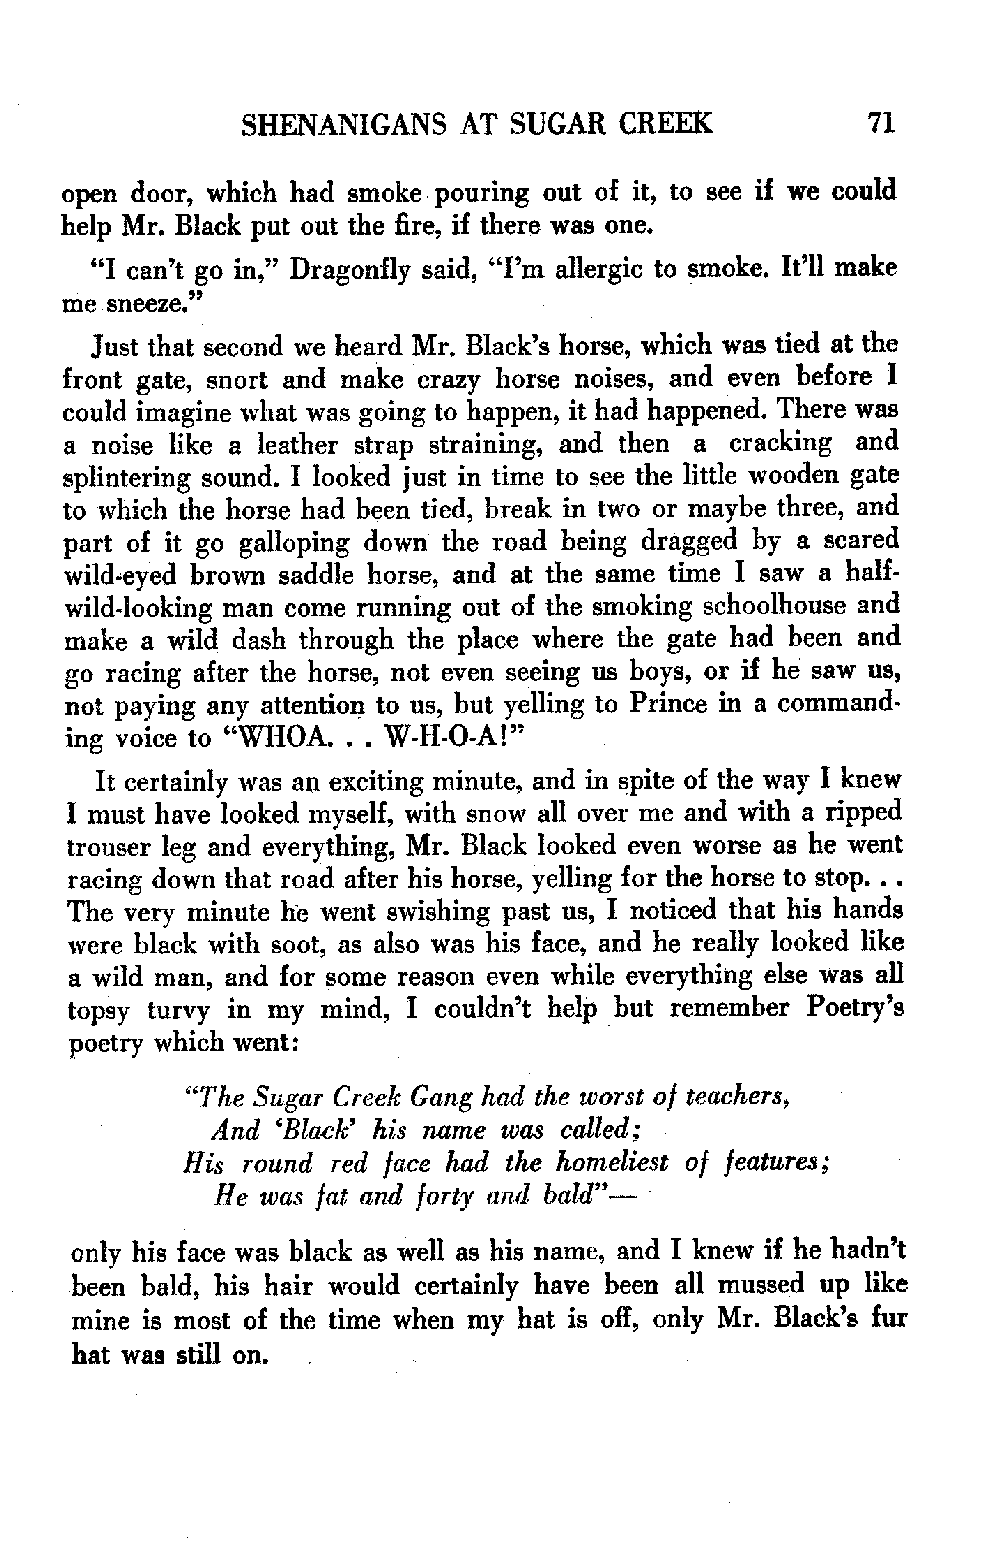 SHENANIGANS AT SUGAR CREEK 71
open door, which had smoke pouring out of it, to see if we could
help Mr. Black put out the fire, if there was one.
“I can’t go in,” Dragonfly said, “I’m allergic to smoke. It’ll make
me sneeze.”
Just that second we heard Mr. Black’s horse, which was tied at the
front gate, snort and make crazy horse noises, and even before I
could imagine what was going to happen, it had happened. There was
a noise like a leather strap straining, and then a cracking and
splintering sound. I looked just in time to see the little wooden gate
to which the horse had been tied, break in two or maybe three, and
part of it go galloping down the road being dragged by a scared
wild-eyed brown saddle horse, and at the same time I saw a half-
wild-looking man come running out of the smoking schoolhouse and
make a wild dash through the place where the gate had been and
go racing after the horse, not even seeing us boys, or if he saw us,
not paying any attention to us, but yelling to Prince in a command-
ing voice to “WHOA. . . W-H-O-A!”
It certainly was an exciting minute, and in spite of the way I knew
I must have looked myself, with snow all over me and with a ripped
trouser leg and everything, Mr. Black looked even worse as he went
racing down that road after his horse, yelling for the horse to stop. . .
The very minute he went swishing past us, I noticed that his hands
were black with soot, as also was his face, and he really looked like
a wild man, and for some reason even while everything else was all
topsy turvy in my mind, I couldn’t help but remember Poetry’s
poetry which went:
“The Sugar Creek Gang had the worst of teachers,
And ‘Black’ his name was called;
His round red face had the homeliest of features;
He was fat and forty and bald”—
only his face was black as well as his name, and I knew if he hadn’t
been bald, his hair would certainly have been all mussed up like
mine is most of the time when my hat is off, only Mr. Black’s fur
hat was still on.